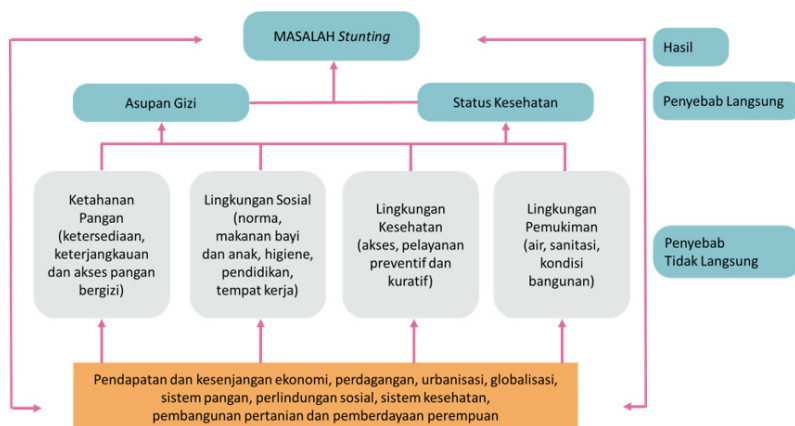 MASALAH Stunting
Hasil
Asupan Gizi
Status Kesehatan
Penyebab Langsung
Ketahanan
Pangan
(ketersediaan,
keterjangkauan
dan akses pangan
bergizi)
Lingkungan Sosial
(norma,
makanan bayi
dan anak, higiene,
pendidikan,
tempat kerja)
Lingkungan
Kesehatan
(akses, pelayanan
preventif dan
kuratif)
Lingkungan
Pemukiman
(air, sanitasi,
kondisi
bangunan)
Penyebab
Tidak Langsung
Pendapatan dan kesenjangan ekonomi, perdagangan, urbanisasi, globalisasi,
sistem pangan, perlindungan sosial, sistem kesehatan,
pembangunan pertanian dan pemberdayaan perempuan